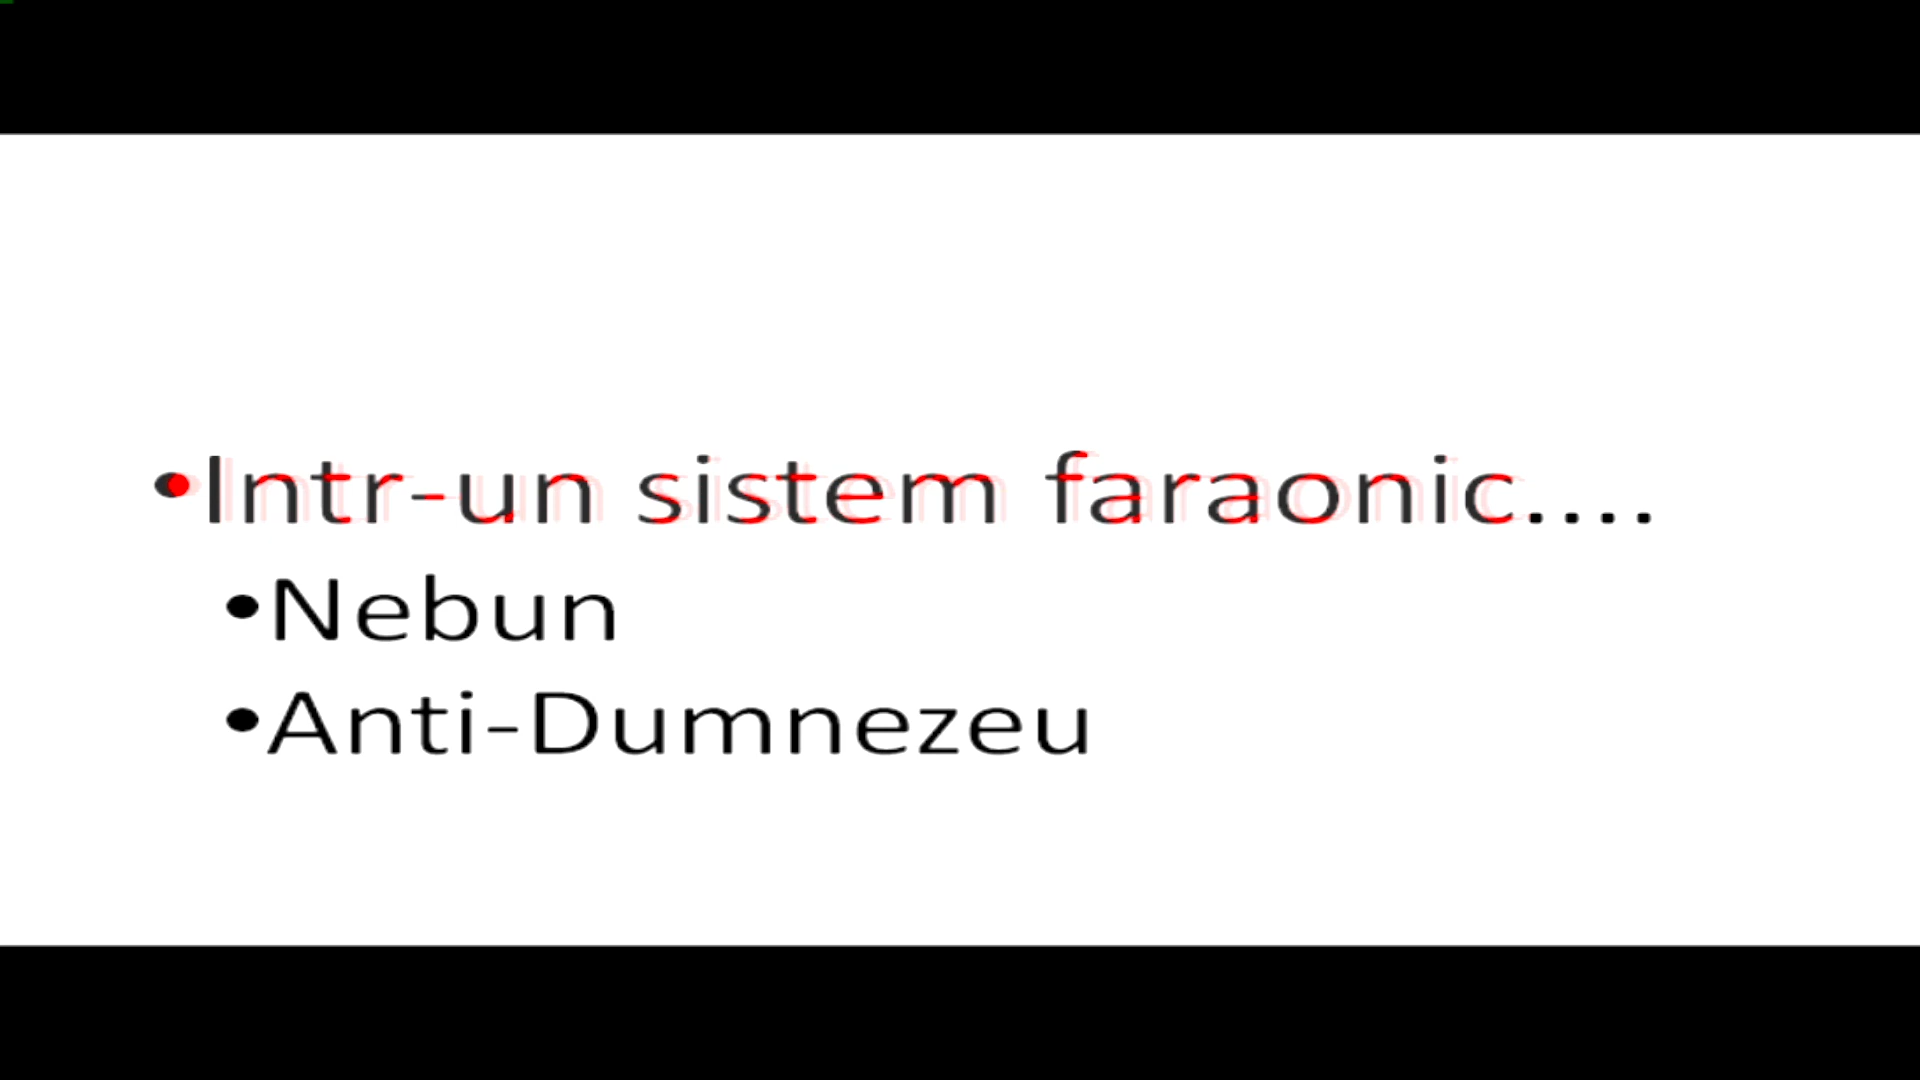 •Intr-un sistem faraonic....
•Nebun
•Anti-Dumnezeu